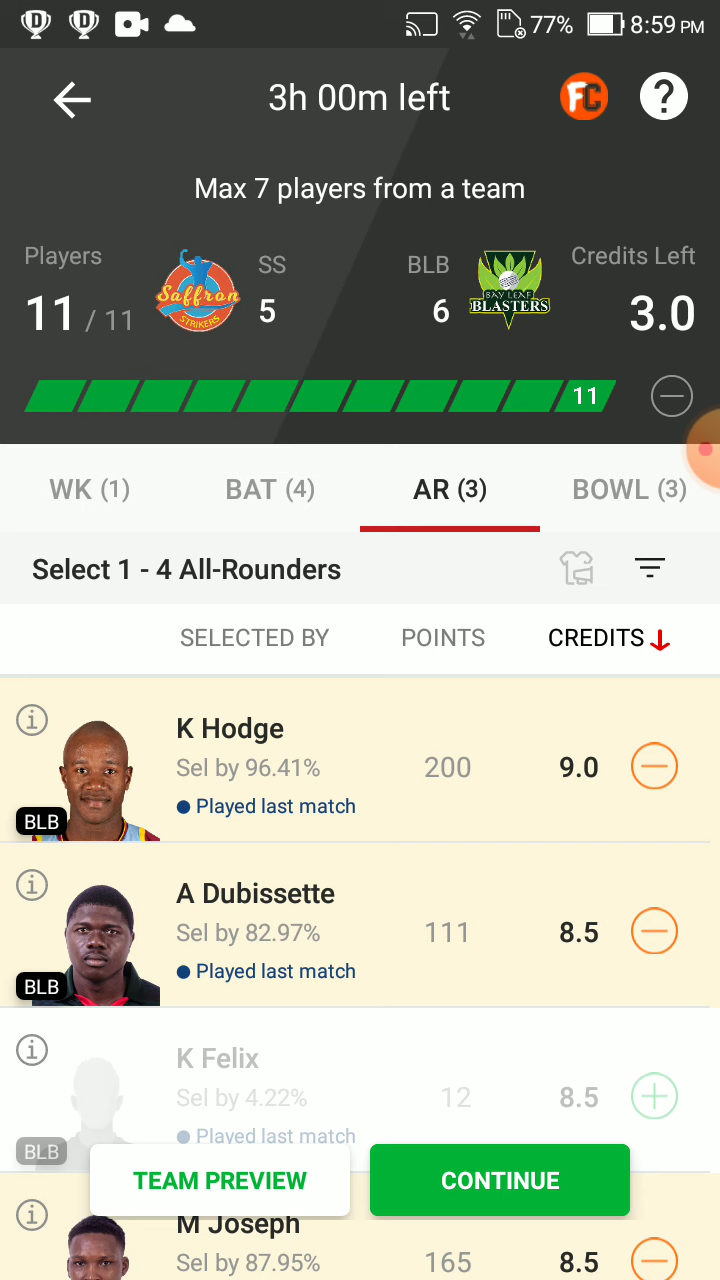 77% 8:59 PM
3h 00m left
FC
?
Max 7 players from a team
Players
SS
BLB
Credits Left
11 / 11
Saffron
STRIKERS
5
6
BAY LEAF
BLASTERS
3.0
11
WK (1)
BAT (4)
AR (3)
BOWL (3)
Select 1 - 4 All-Rounders
SELECTED BY
POINTS
CREDITS
K Hodge
Sel by 96.41%
200
9.0
Played last match
BLB
A Dubissette
Sel by 82.97%
111
8.5
Played last match
BLB
K Felix
Sel by 4.22%
12
8.5
Played last match
BLB
TEAM PREVIEW
CONTINUE
M Joseph
Sel by 87.95%
165
8.5